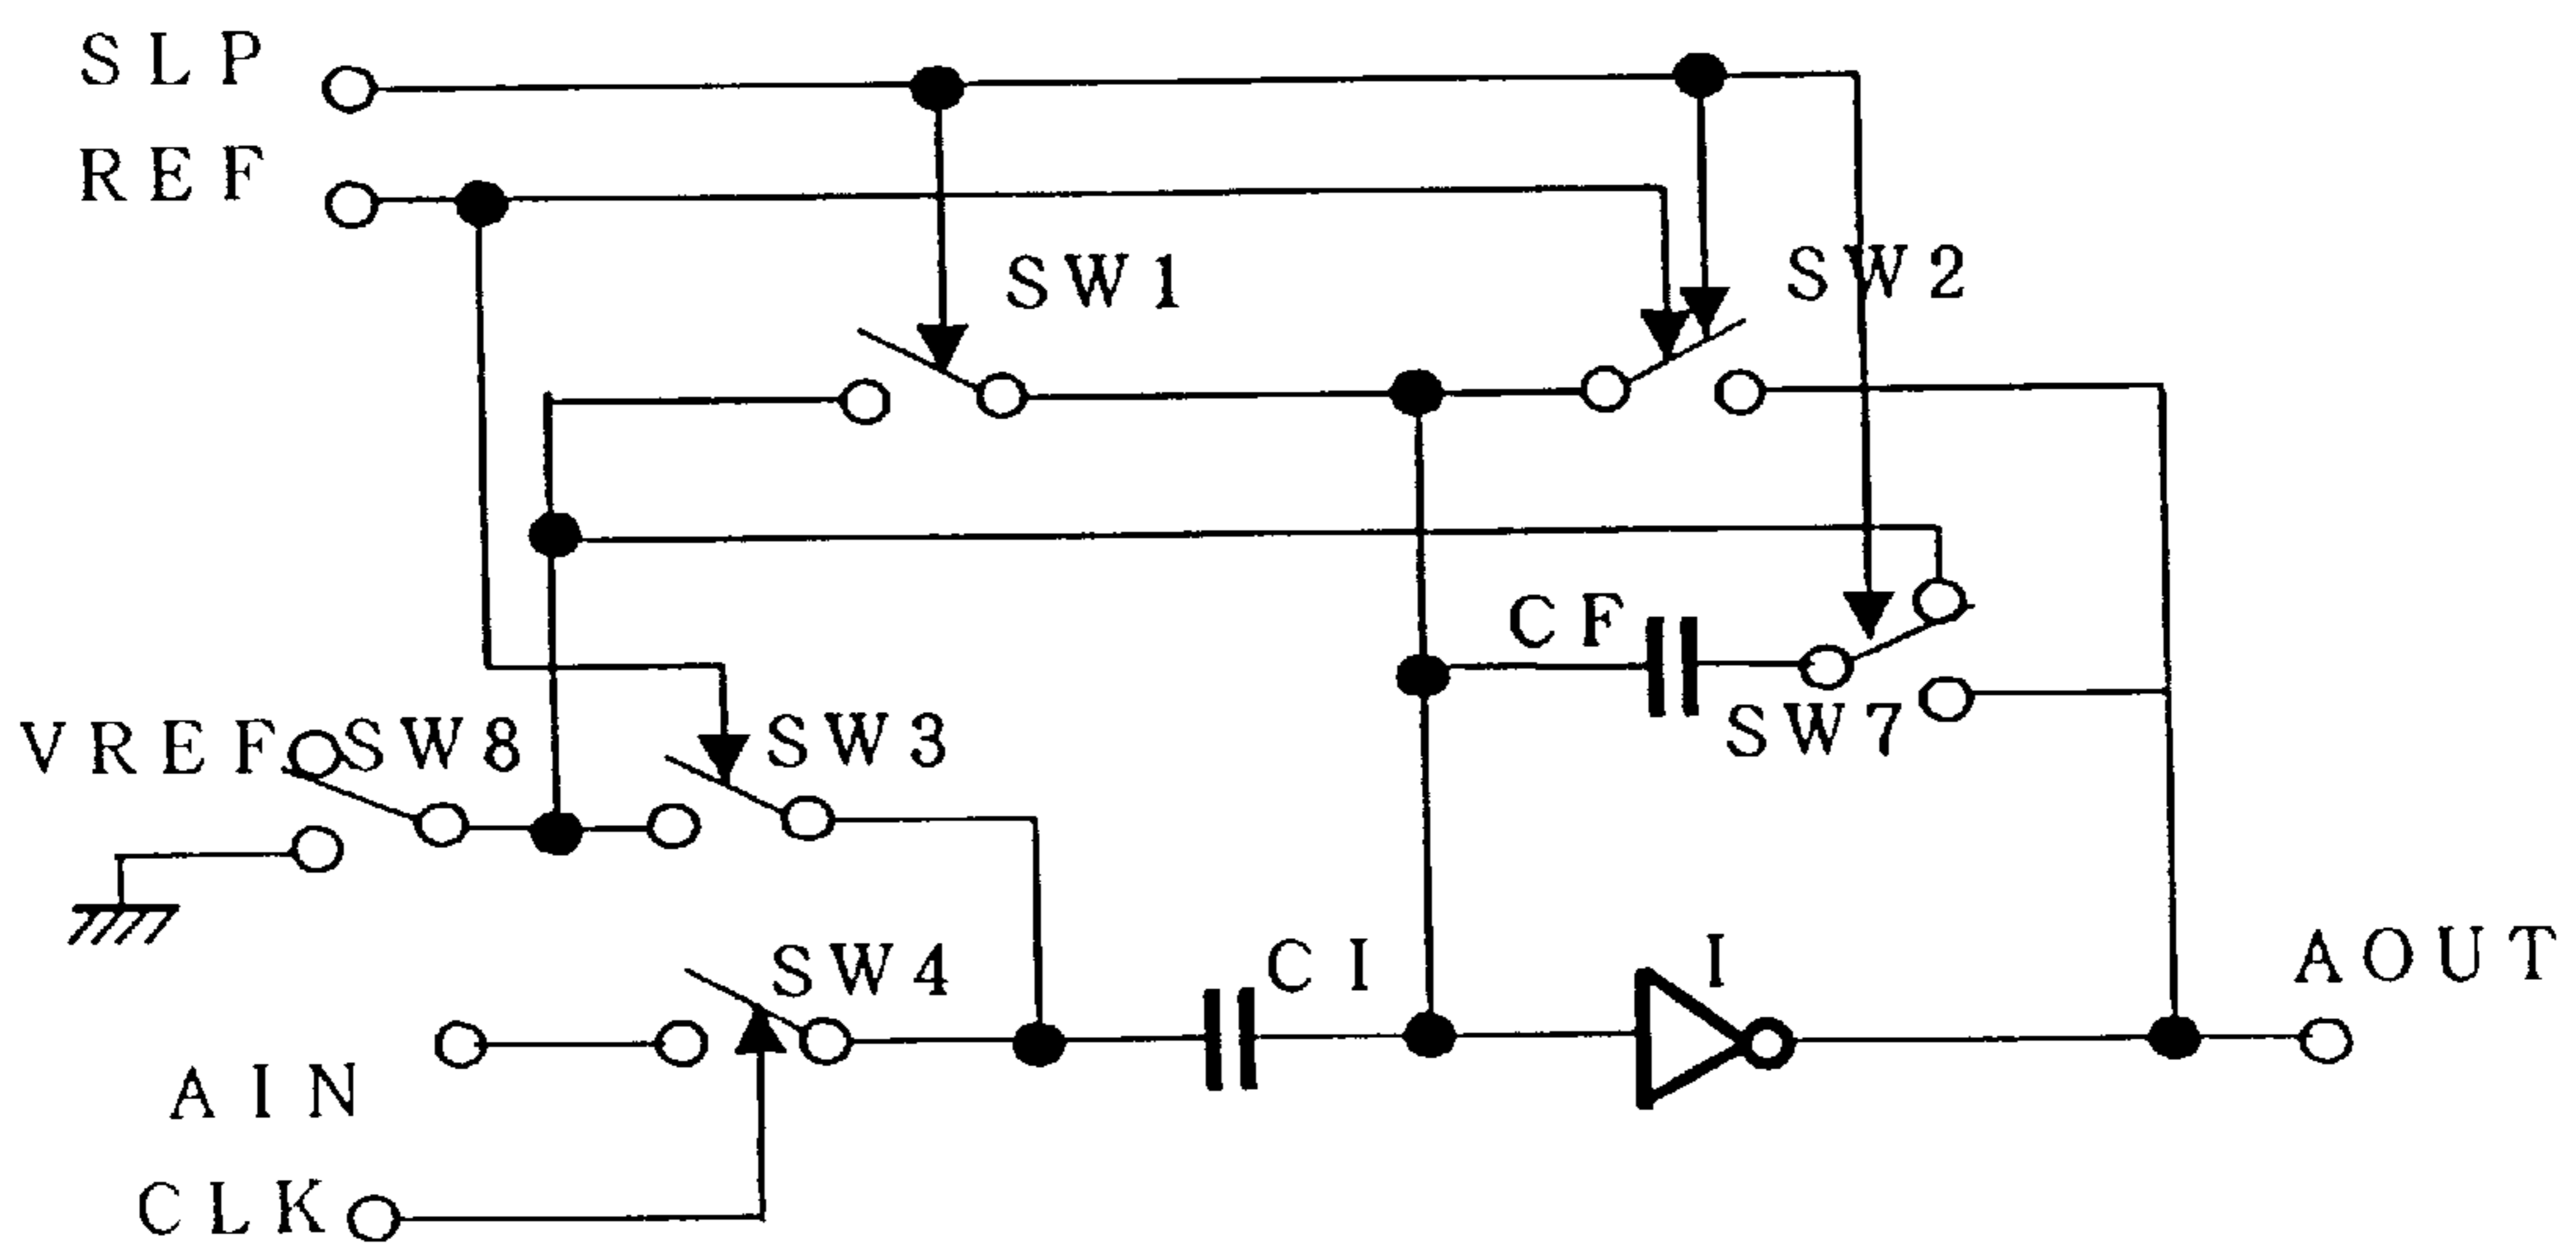 SLP
REF
SW1
SW2
CF
SW7
VREF
SW8
SW3
SW4
CI
I
AOUT
AIN
CLK